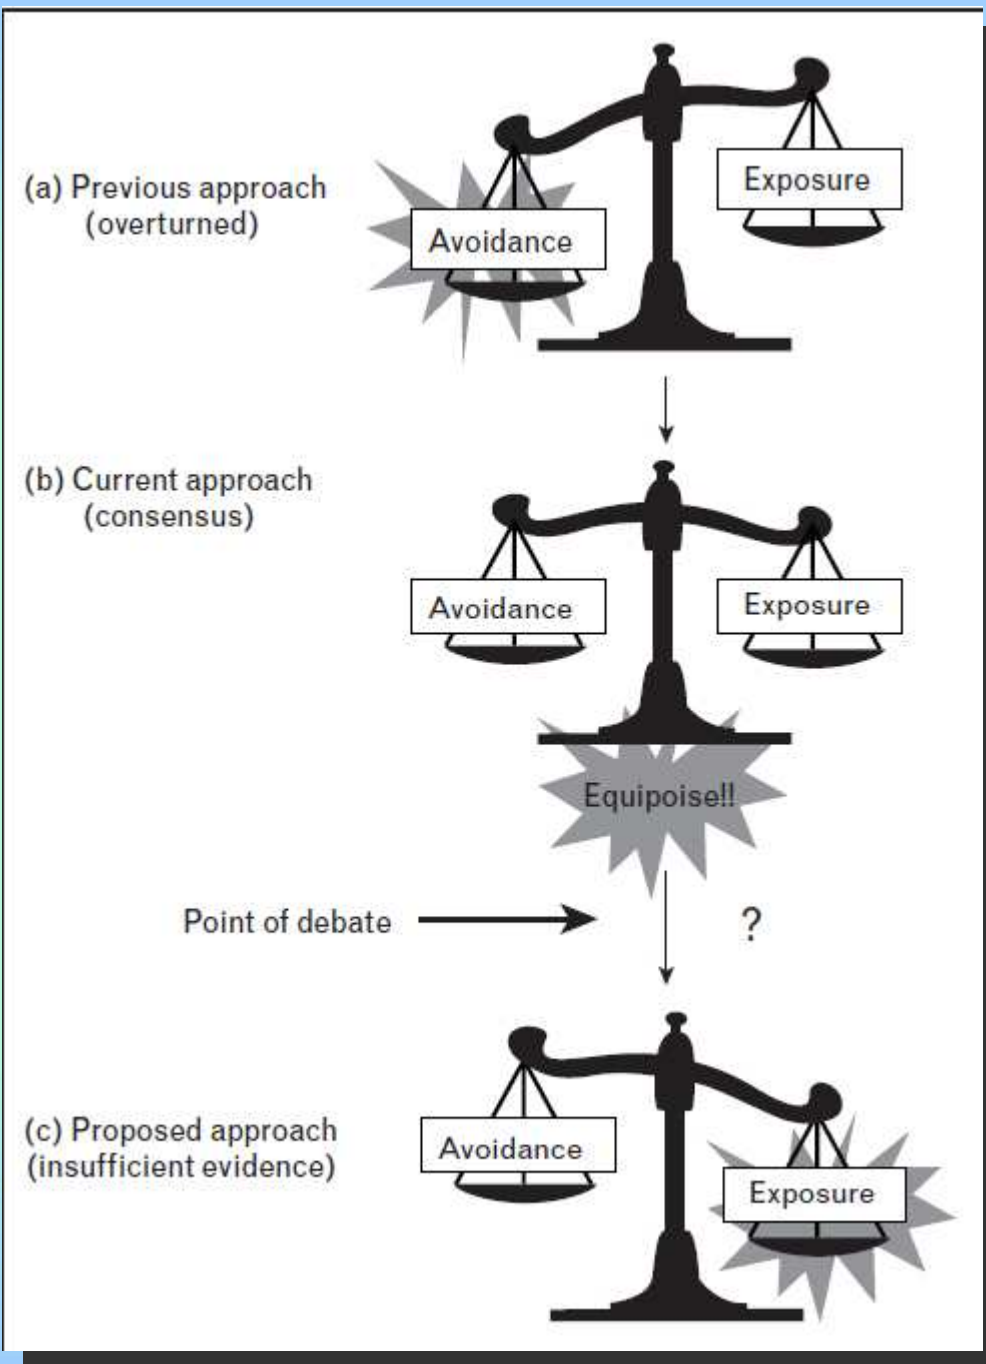 (a) Previous approach
(overturned)
Avoidance
Exposure
(b) Current approach
(consensus)
Avoidance
Exposure
Equipoise!!
Point of debate
?
(c) Proposed approach
(insufficient evidence)
Avoidance
Exposure